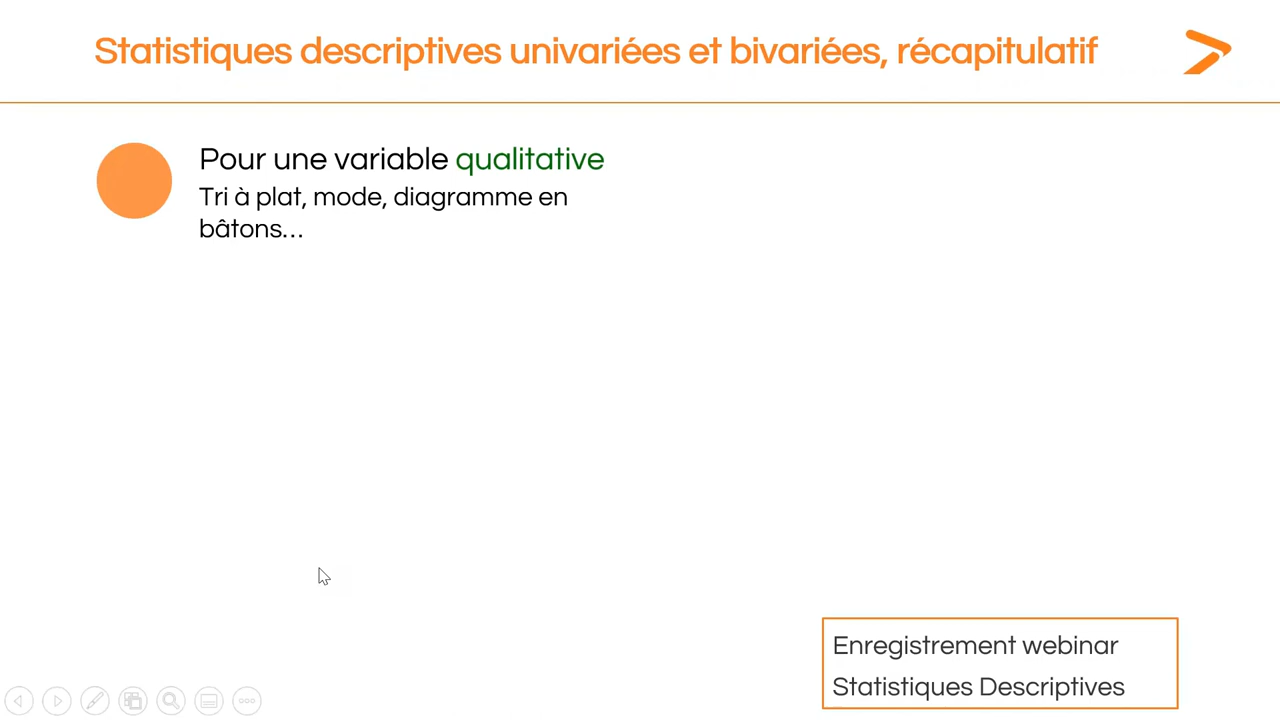 Statistiques descriptives univariées et bivariées, récapitulatif
Pour une variable qualitative
Tri à plat, mode, diagramme en
bâtons…
Enregistrement webinar
Statistiques Descriptives